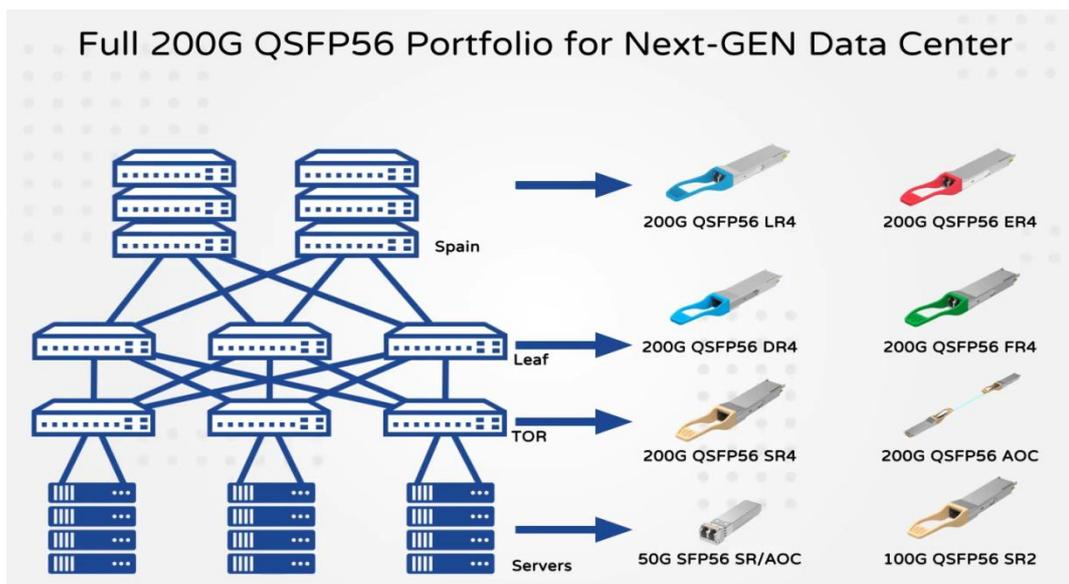 Full 200G QSFP56 Portfolio for Next-GEN Data Center
200G QSFP56 LR4
200G QSFP56 ER4
Spain
200G QSFP56 DR4
200G QSFP56 FR4
Leaf
TOR
200G QSFP56 SR4
200G QSFP56 AOC
Servers
50G SFP56 SR/AOC
100G QSFP56 SR2